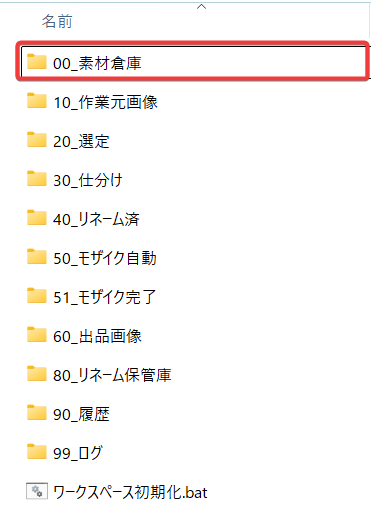 名前
00_素材倉庫
10_作業元画像
20_選定
30_仕分け
40_リネーム済
50_モザイク自動
51_モザイク完了
60_出品画像
80_リネーム保管庫
90_履歴
99_ログ
ワークスペース初期化.bat